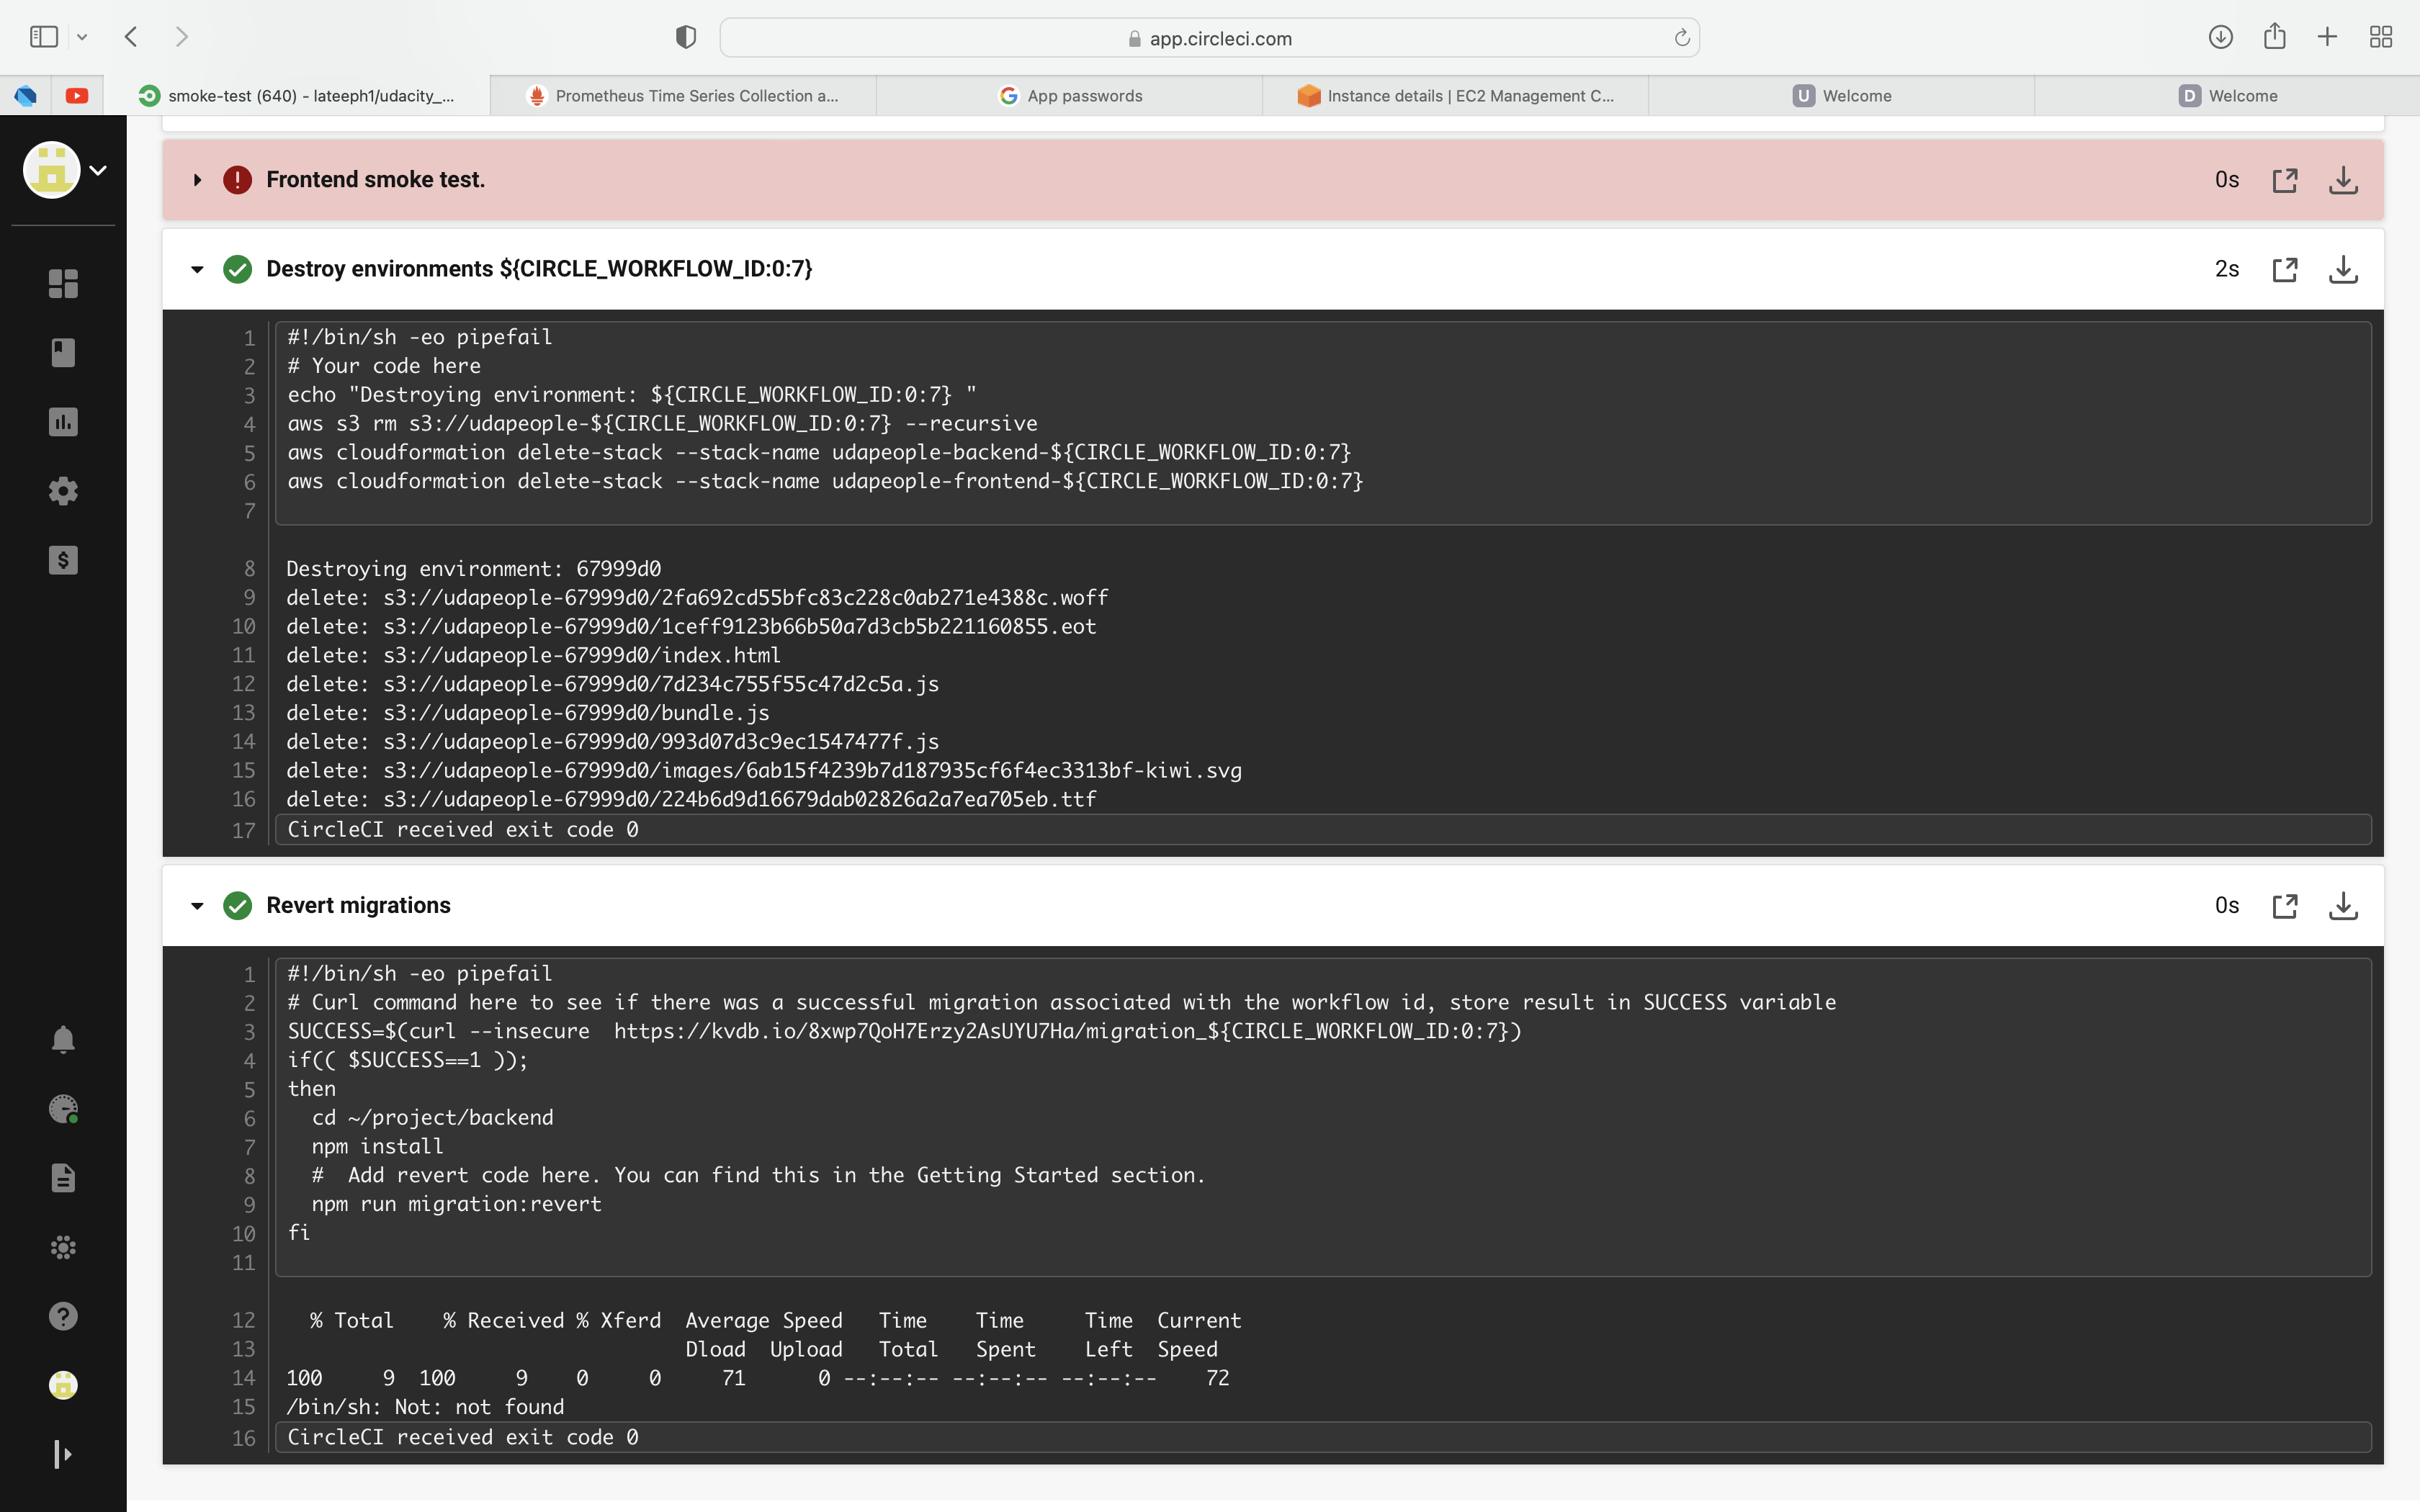 app.circleci.com
smoke-test (640) - lateeph1/udacity_...
Prometheus Time Series Collection a...
App passwords
Instance details | EC2 Management C...
U Welcome
D Welcome
Frontend smoke test.
0s
Destroy environments ${CIRCLE_WORKFLOW_ID:0:7}
2s
1 #!/bin/sh -eo pipefail
2 # Your code here
3 echo "Destroying environment: ${CIRCLE_WORKFLOW_ID:0:7} "
4 aws s3 rm s3://udapeople-${CIRCLE_WORKFLOW_ID:0:7} --recursive
5 aws cloudformation delete-stack --stack-name udapeople-backend-${CIRCLE_WORKFLOW_ID:0:7}
6 aws cloudformation delete-stack --stack-name udapeople-frontend-${CIRCLE_WORKFLOW_ID:0:7}
7
8 Destroying environment: 67999d0
9 delete: s3://udapeople-67999d0/2fa692cd55bfc83c228c0ab271e4388c.woff
10 delete: s3://udapeople-67999d0/1ceff9123b66b50a7d3cb5b221160855.eot
11 delete: s3://udapeople-67999d0/index.html
12 delete: s3://udapeople-67999d0/7d234c755f55c47d2c5a.js
13 delete: s3://udapeople-67999d0/bundle.js
14 delete: s3://udapeople-67999d0/993d07d3c9ec1547477f.js
15 delete: s3://udapeople-67999d0/images/6ab15f4239b7d187935cf6f4ec3313bf-kiwi.svg
16 delete: s3://udapeople-67999d0/224b6d9d16679dab02826a2a7ea705eb.ttf
17 CircleCI received exit code 0
Revert migrations
0s
1 #!/bin/sh -eo pipefail
2 # Curl command here to see if there was a successful migration associated with the workflow id, store result in SUCCESS variable
3 SUCCESS=$(curl --insecure  https://kvdb.io/8xwp7QoH7Erzy2AsUYU7Ha/migration_${CIRCLE_WORKFLOW_ID:0:7})
4 if(( $SUCCESS==1 ));
5 then
6 cd ~/project/backend
7 npm install
8 #  Add revert code here. You can find this in the Getting Started section.
9 npm run migration:revert
10 fi
11
12 % Total % Received % Xferd Average Speed Time Time Time Current
13 Dload Upload Total Spent Left Speed
14 100 9 100 9 0 0 71 0 --:--:-- --:--:-- --:--:-- 72
15 /bin/sh: Not: not found
16 CircleCI received exit code 0